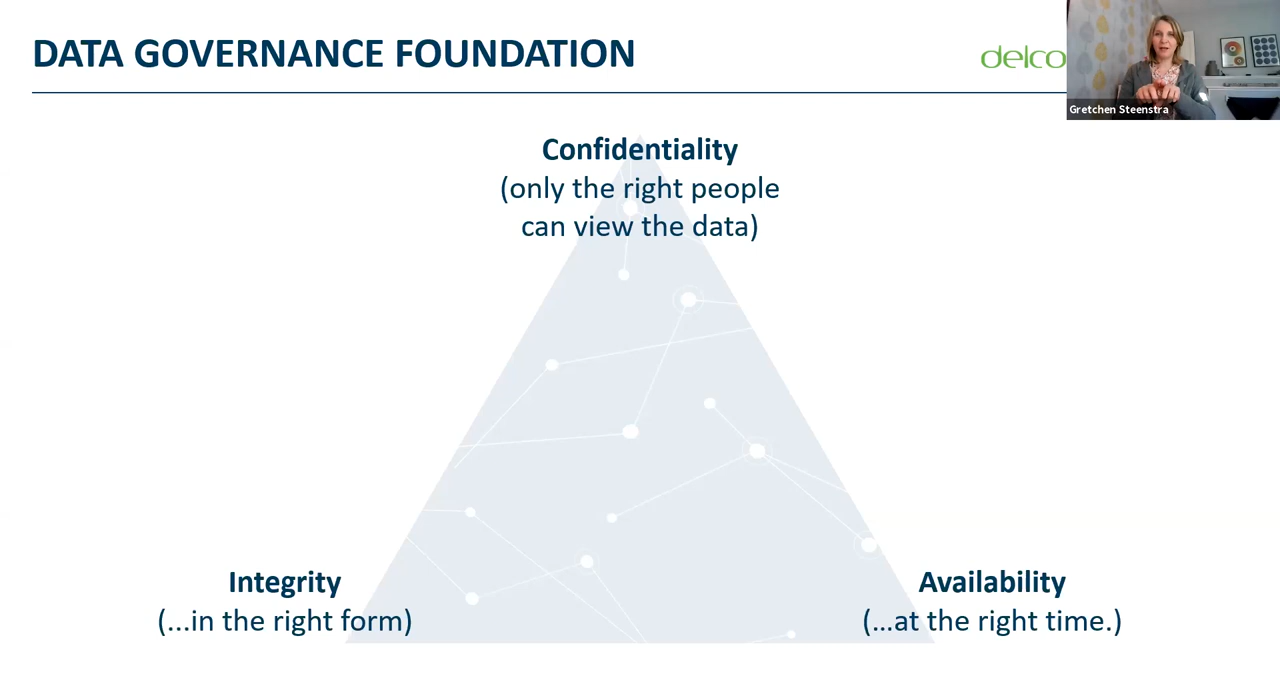 DATA GOVERNANCE FOUNDATION
delco
Gretchen Steenstra
Confidentiality
(only the right people
can view the data)
Integrity
(...in the right form)
Availability
(...at the right time.)